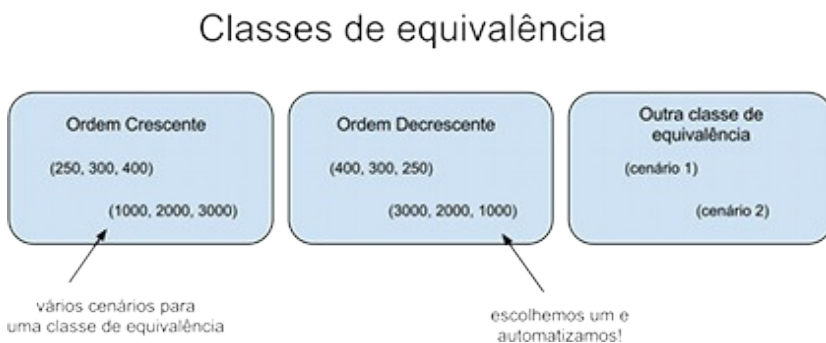 Classes de equivalência
Ordem Crescente
(250, 300, 400)
(1000, 2000, 3000)
Ordem Decrescente
(400, 300, 250)
(3000, 2000, 1000)
Outra classe de
equivalência
(cenário 1)
(cenário 2)
vários cenários para
uma classe de equivalência
escolhemos um e
automatizamos!